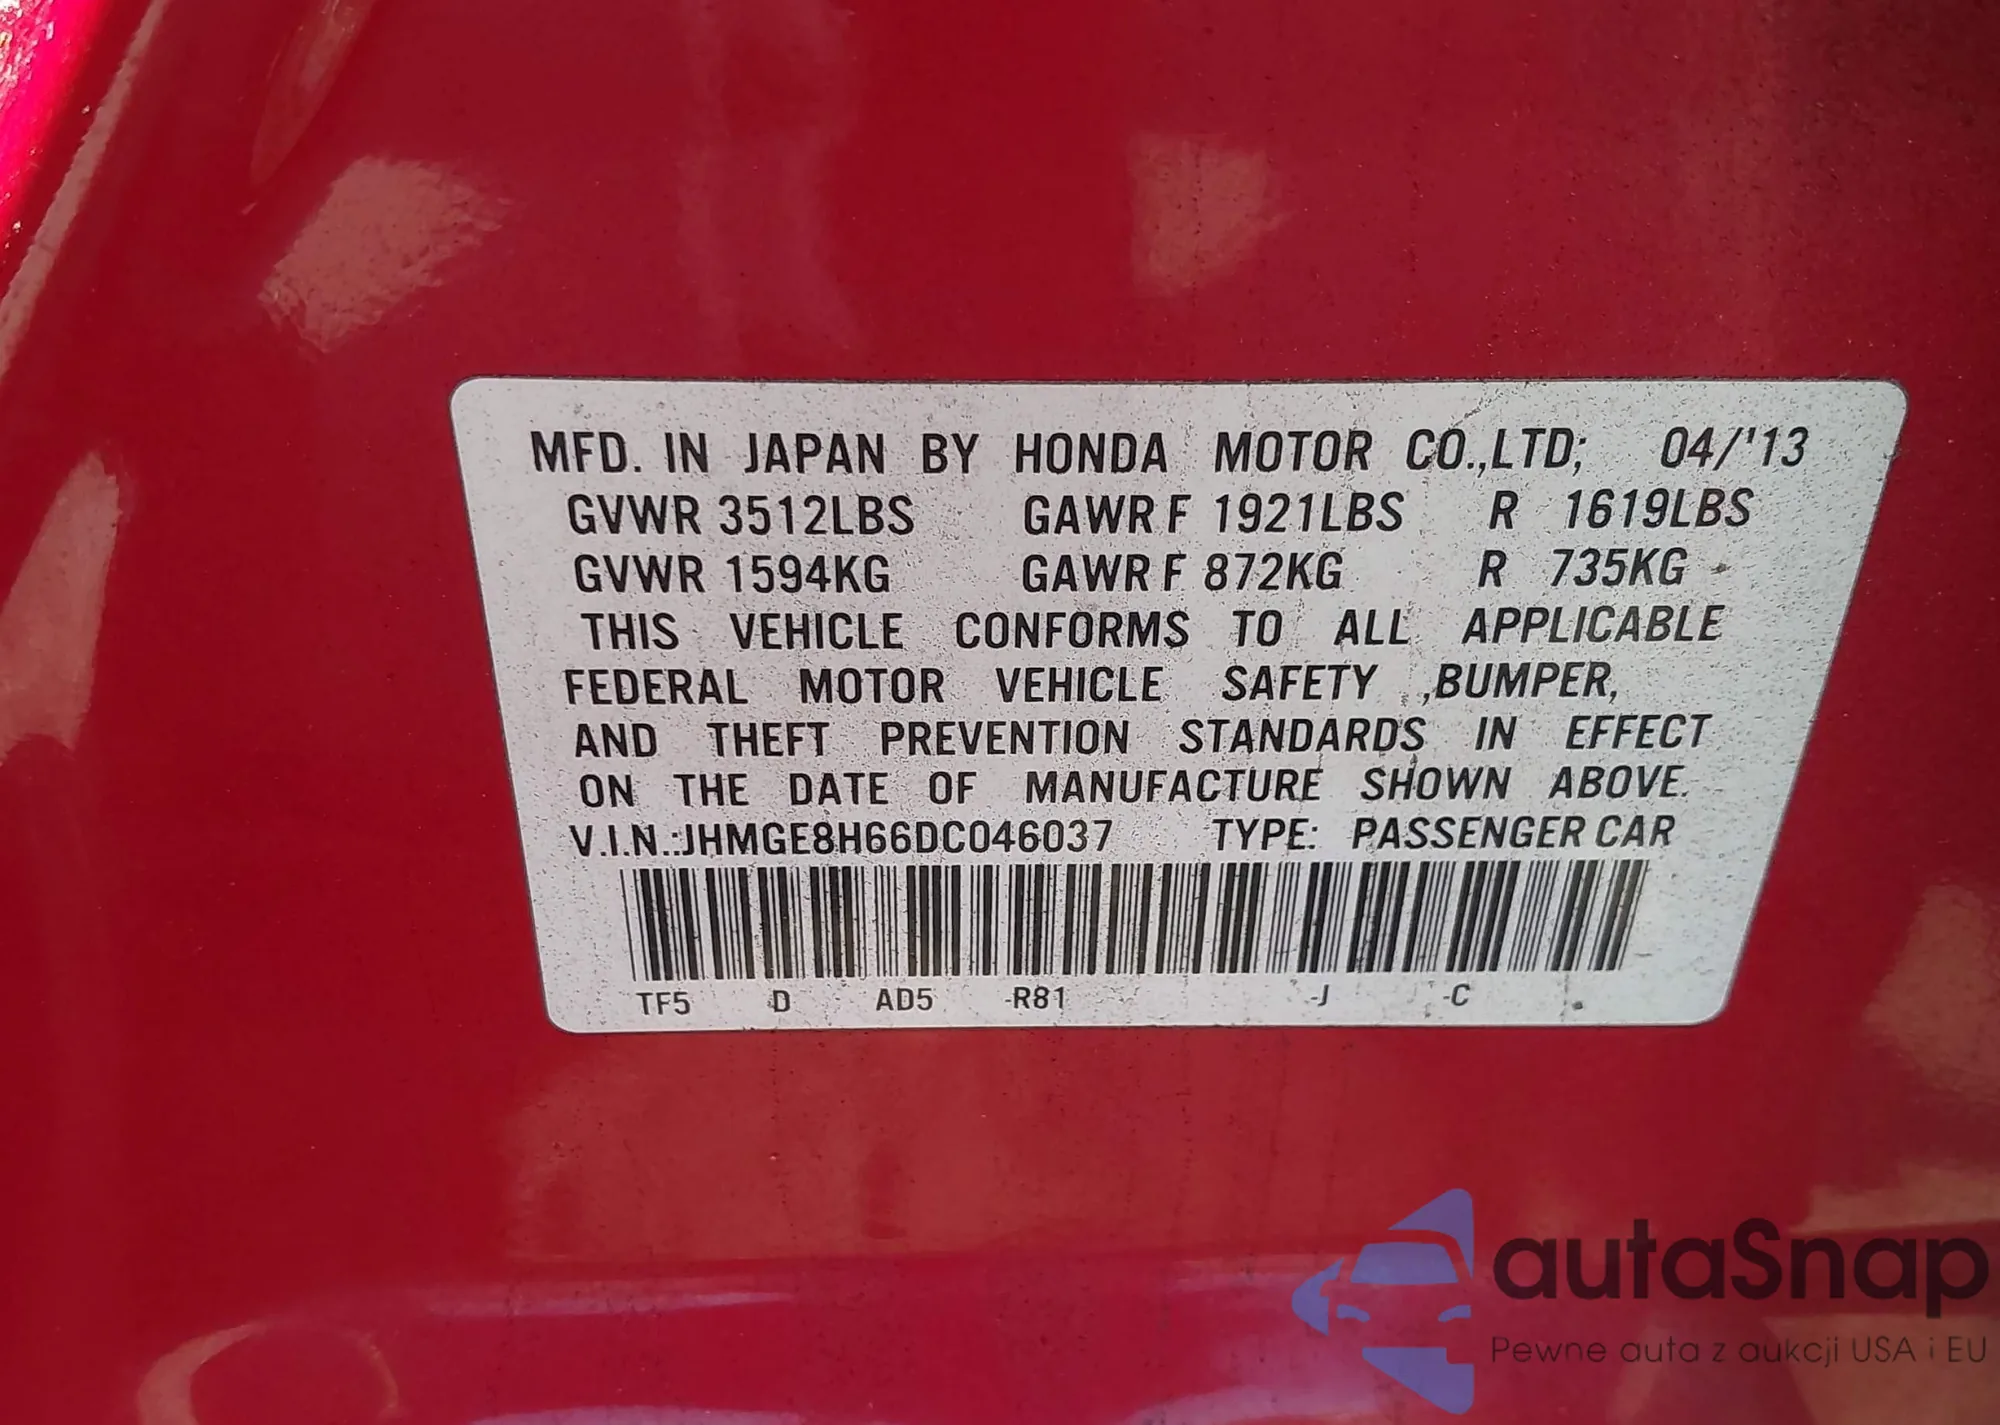 MFD. IN JAPAN BY HONDA MOTOR CO.,LTD; 04/'13
GVWR 3512LBS GAWR F 1921LBS R 1619LBS
GVWR 1594KG GAWR F 872KG R 735KG
THIS VEHICLE CONFORMS TO ALL APPLICABLE
FEDERAL MOTOR VEHICLE SAFETY ,BUMPER,
AND THEFT PREVENTION STANDARDS IN EFFECT
ON THE DATE OF MANUFACTURE SHOWN ABOVE.
V.I.N.:JHMGE8H66DC046037 TYPE: PASSENGER CAR
TF5 D AD5 -R81 -J -C
autaSnap
Pewne auta z aukcji USA i EU